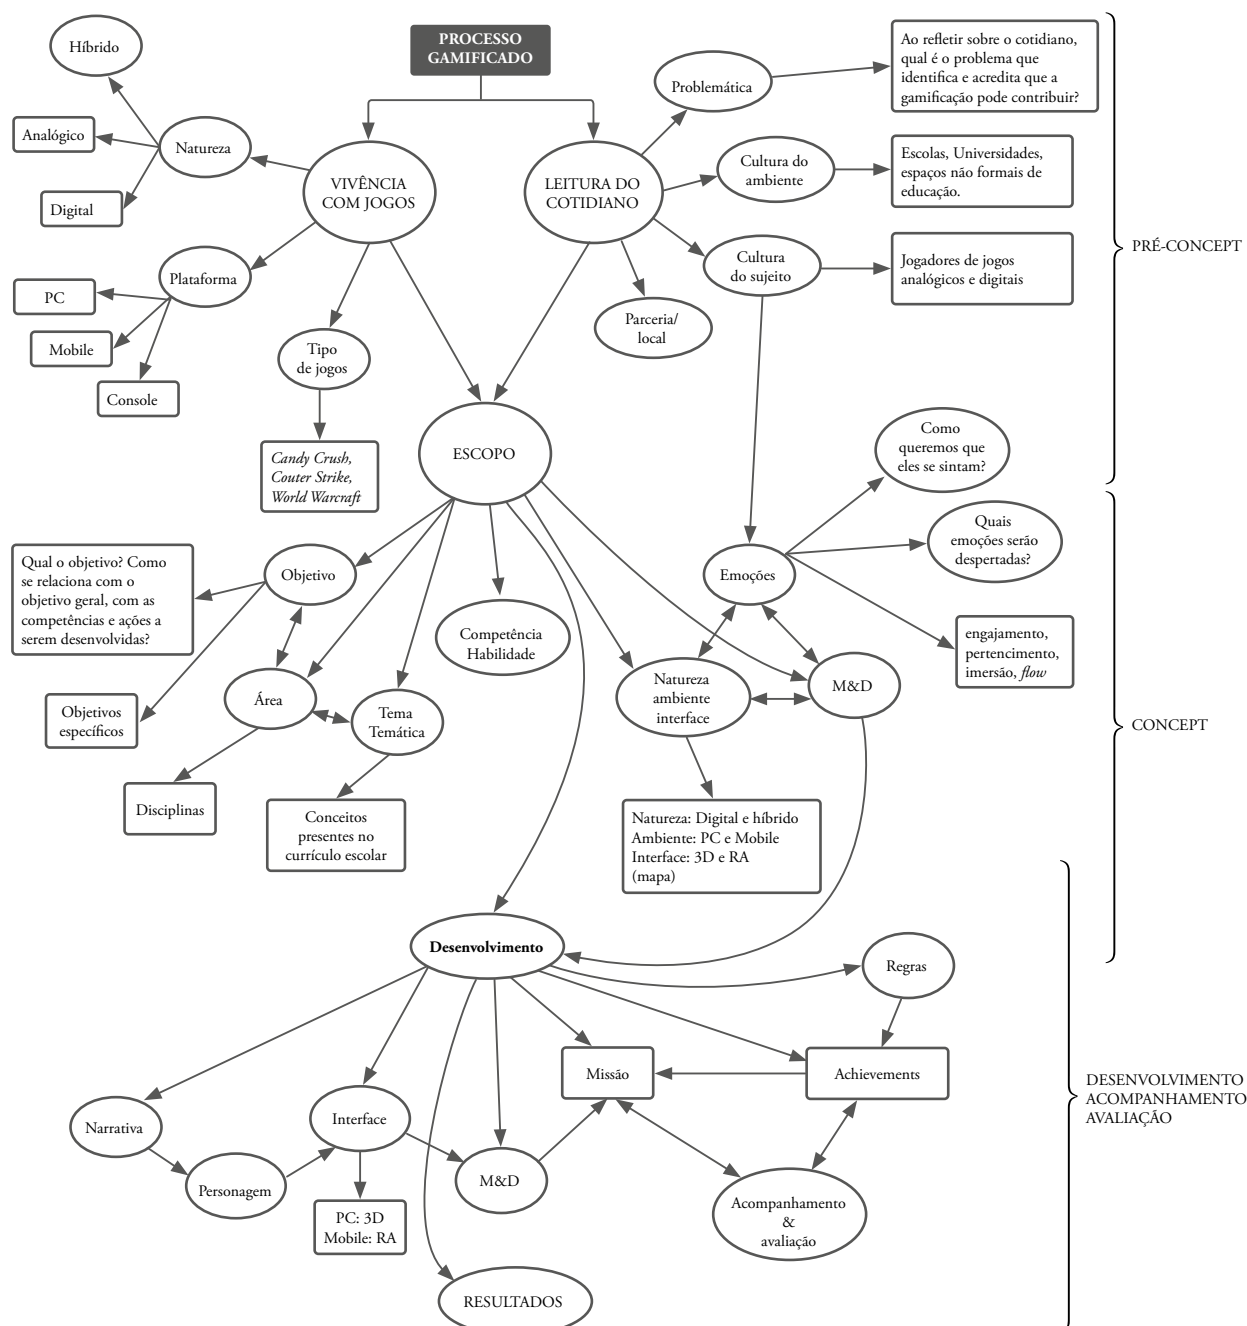 PROCESSO
GAMIFICADO
Híbrido
Analógico
Natureza
Digital
VIVÊNCIA
COM JOGOS
Plataforma
PC
Mobile
Console
Tipo
de jogos
Candy Crush,
Couter Strike,
World Warcraft
LEITURA DO
COTIDIANO
Problemática
Ao refletir sobre o cotidiano,
qual é o problema que
identifica e acredita que a
gamificação pode contribuir?
Cultura do
ambiente
Escolas, Universidades,
espaços não formais de
educação.
Cultura
do sujeito
Jogadores de jogos
analógicos e digitais
Parceria/
local
PRÉ-CONCEPT
ESCOPO
Como
queremos que
eles se sintam?
Quais
emoções serão
despertadas?
Emoções
engajamento,
pertencimento,
imersão, flow
Qual o objetivo? Como
se relaciona com o
objetivo geral, com as
competências e ações a
serem desenvolvidas?
Objetivo
Objetivos
específicos
Área
Disciplinas
Tema
Temática
Conceitos
presentes no
currículo escolar
Competência
Habilidade
Natureza
ambiente
interface
M&D
Natureza: Digital e híbrido
Ambiente: PC e Mobile
Interface: 3D e RA
(mapa)
CONCEPT
Desenvolvimento
Regras
Missão
Achievements
Narrativa
Personagem
Interface
PC: 3D
Mobile: RA
M&D
Acompanhamento
&
avaliação
RESULTADOS
DESENVOLVIMENTO
ACOMPANHAMENTO
AVALIAÇÃO